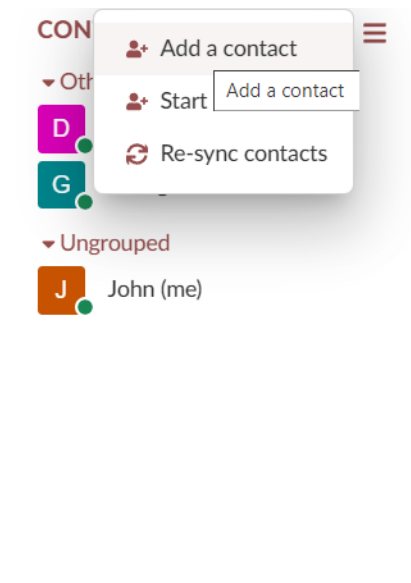 CON
Add a contact
Oth
Start
Add a contact
D
Re-sync contacts
G
Ungrouped
J
John (me)